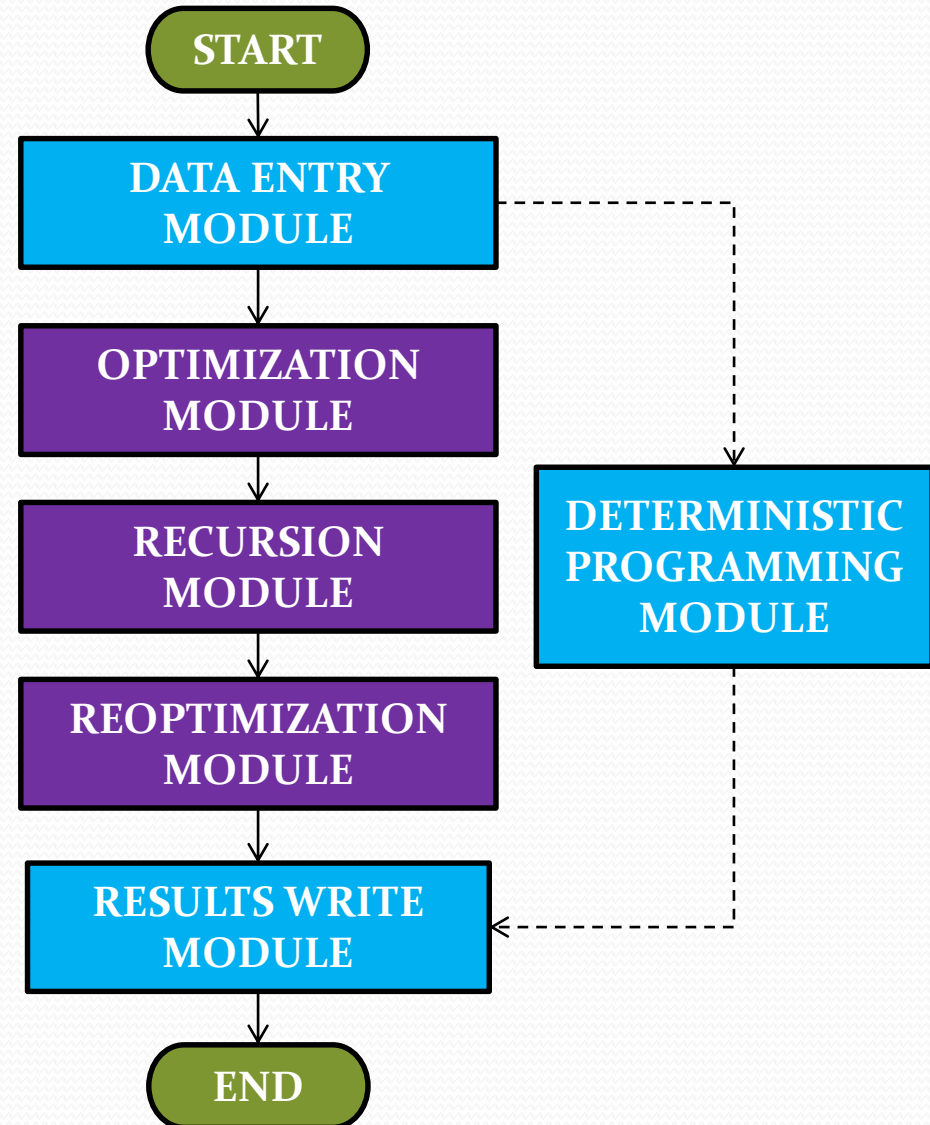 START
DATA ENTRY
MODULE
OPTIMIZATION
MODULE
RECURSION
MODULE
DETERMINISTIC
PROGRAMMING
MODULE
REOPTIMIZATION
MODULE
RESULTS WRITE
MODULE
END